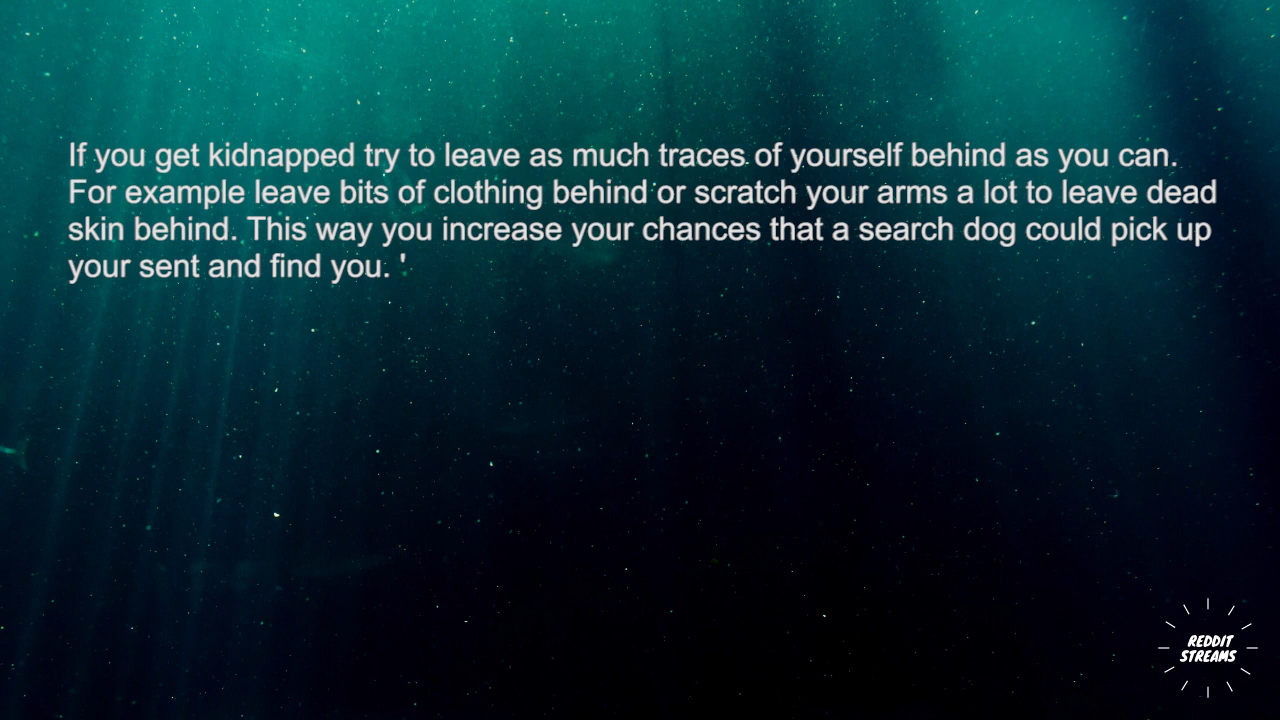 If you get kidnapped try to leave as much traces of yourself behind as you can.
For example leave bits of clothing behind or scratch your arms a lot to leave dead
skin behind. This way you increase your chances that a search dog could pick up
your sent and find you. '
REDDIT
STREAMS